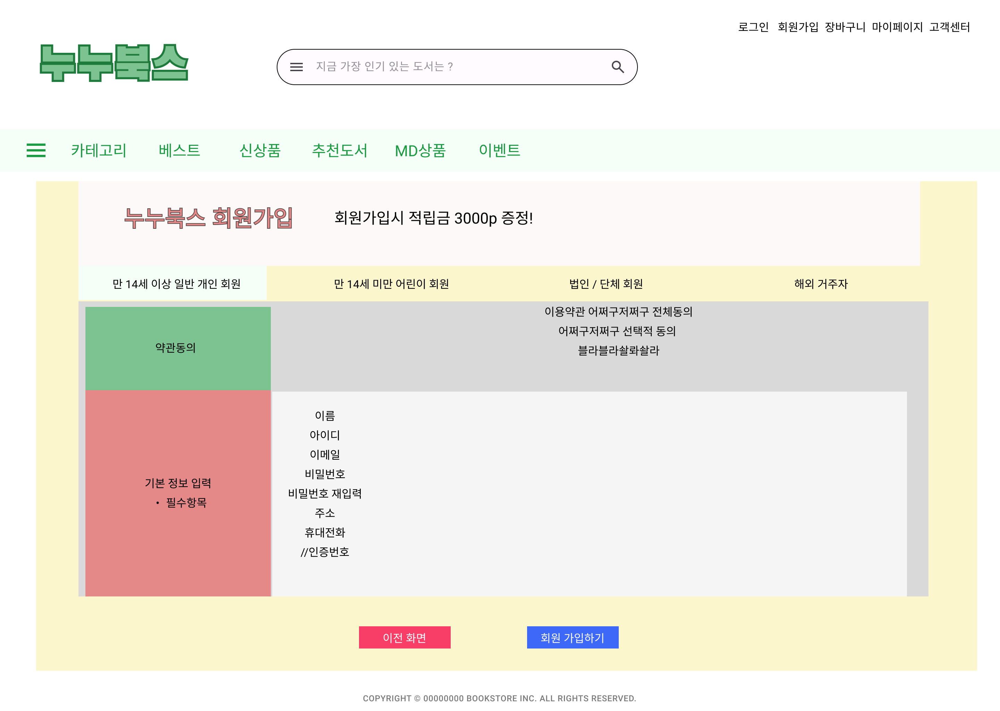 로그인 회원가입 장바구니 마이페이지 고객센터
누누북스
지금 가장 인기 있는 도서는 ?
카테고리 베스트 신상품 추천도서 MD상품 이벤트
누누북스 회원가입 회원가입시 적립금 3000p 증정!
만 14세 이상 일반 개인 회원 만 14세 미만 어린이 회원 법인 / 단체 회원 해외 거주자
이용약관 어쩌구저쩌구 전체동의
어쩌구저쩌구 선택적 동의
블라블라솰롸솰라
약관동의
기본 정보 입력
• 필수항목
이름
아이디
이메일
비밀번호
비밀번호 재입력
주소
휴대전화
//인증번호
이전 화면 회원 가입하기
COPYRIGHT © 00000000 BOOKSTORE INC. ALL RIGHTS RESERVED.